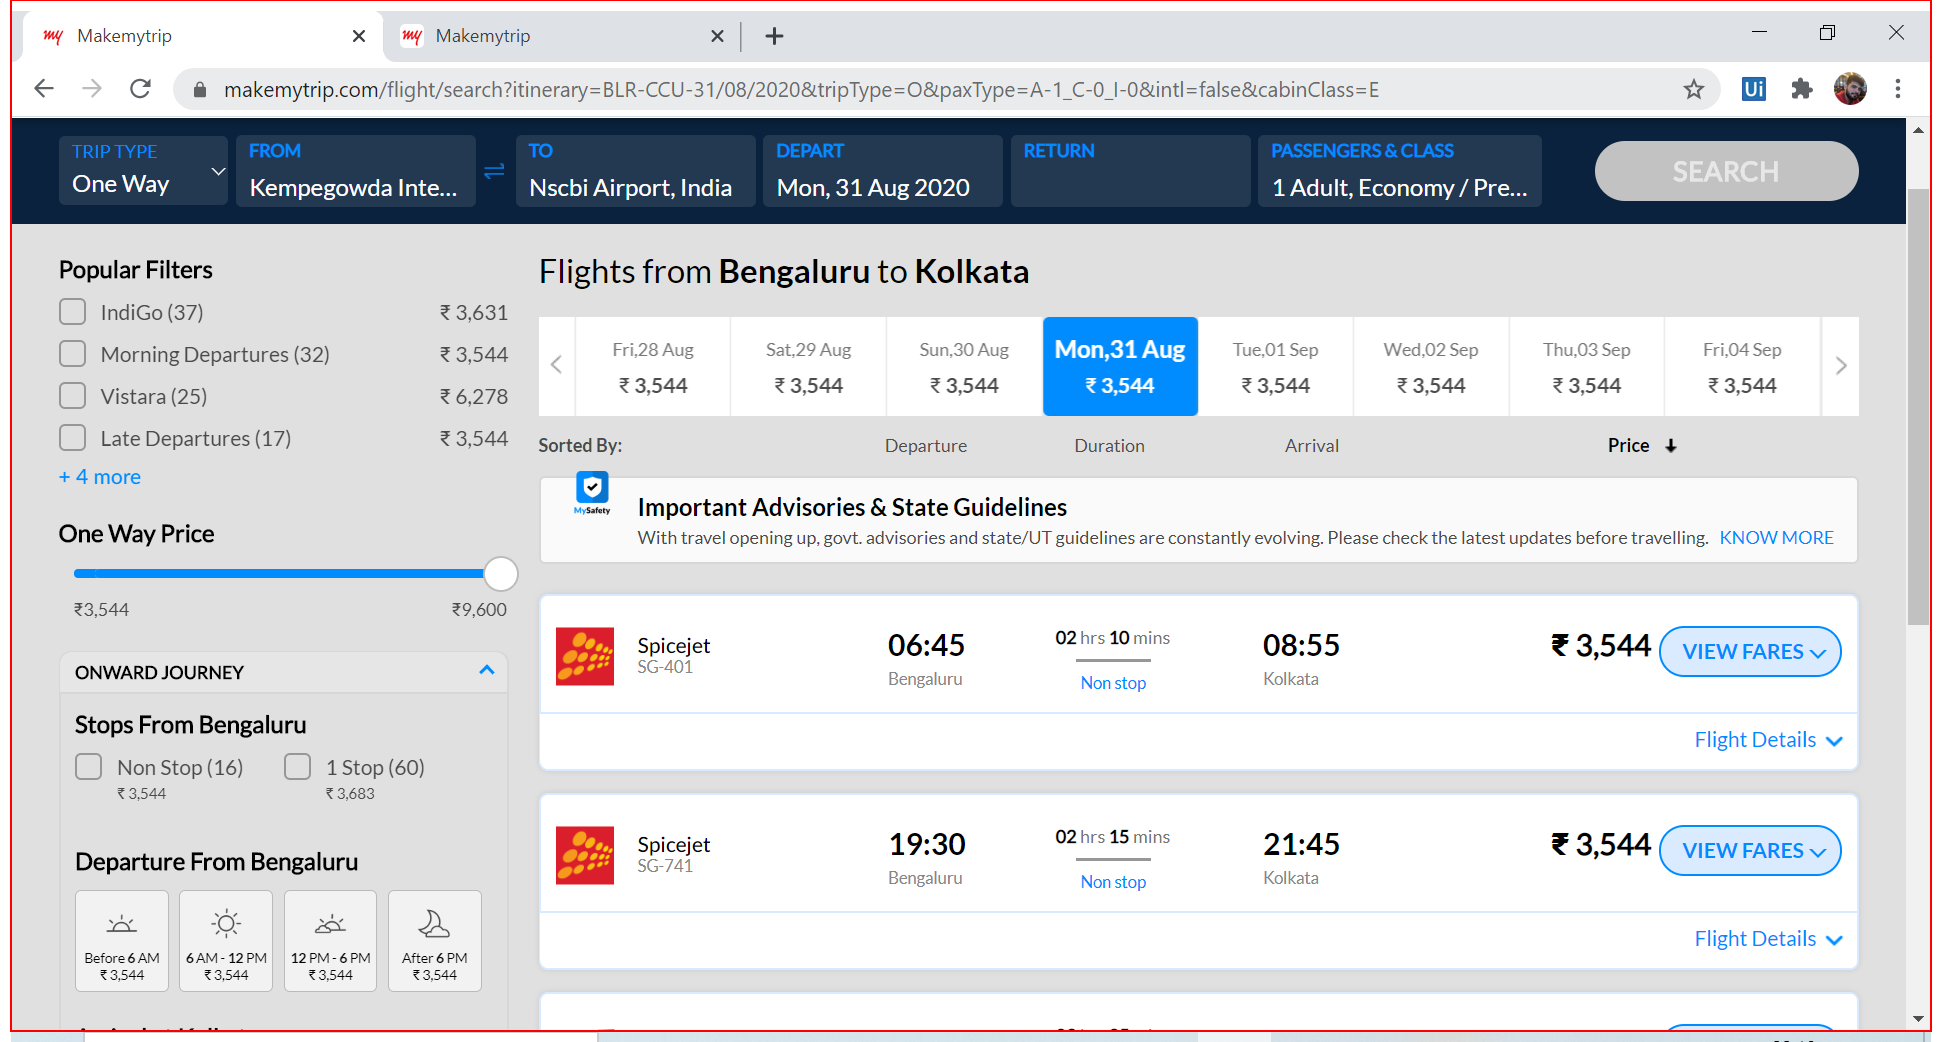 my Makemytrip
my Makemytrip
makemytrip.com/flight/search?itinerary=BLR-CCU-31/08/2020&tripType=O&paxType=A-1_C-0_I-0&intl=false&cabinClass=E
Ui
TRIP TYPE
One Way
FROM
Kempegowda Inte...
TO
Nscbi Airport, India
DEPART
Mon, 31 Aug 2020
RETURN
PASSENGERS & CLASS
1 Adult, Economy / Pre...
SEARCH
Popular Filters
IndiGo (37) ₹ 3,631
Morning Departures (32) ₹ 3,544
Vistara (25) ₹ 6,278
Late Departures (17) ₹ 3,544
+ 4 more
One Way Price
₹3,544 ₹9,600
ONWARD JOURNEY
Stops From Bengaluru
Non Stop (16) 1 Stop (60)
₹ 3,544 ₹ 3,683
Departure From Bengaluru
Before 6 AM 6 AM - 12 PM 12 PM - 6 PM After 6 PM
₹ 3,544 ₹ 3,544 ₹ 3,544 ₹ 3,544
Flights from Bengaluru to Kolkata
Fri,28 Aug Sat,29 Aug Sun,30 Aug Mon,31 Aug Tue,01 Sep Wed,02 Sep Thu,03 Sep Fri,04 Sep
₹ 3,544 ₹ 3,544 ₹ 3,544 ₹ 3,544 ₹ 3,544 ₹ 3,544 ₹ 3,544 ₹ 3,544
Sorted By: Departure Duration Arrival Price
MySafety
Important Advisories & State Guidelines
With travel opening up, govt. advisories and state/UT guidelines are constantly evolving. Please check the latest updates before travelling. KNOW MORE
Spicejet
SG-401
06:45
Bengaluru
02 hrs 10 mins
Non stop
08:55
Kolkata
₹ 3,544
VIEW FARES
Flight Details
Spicejet
SG-741
19:30
Bengaluru
02 hrs 15 mins
Non stop
21:45
Kolkata
₹ 3,544
VIEW FARES
Flight Details